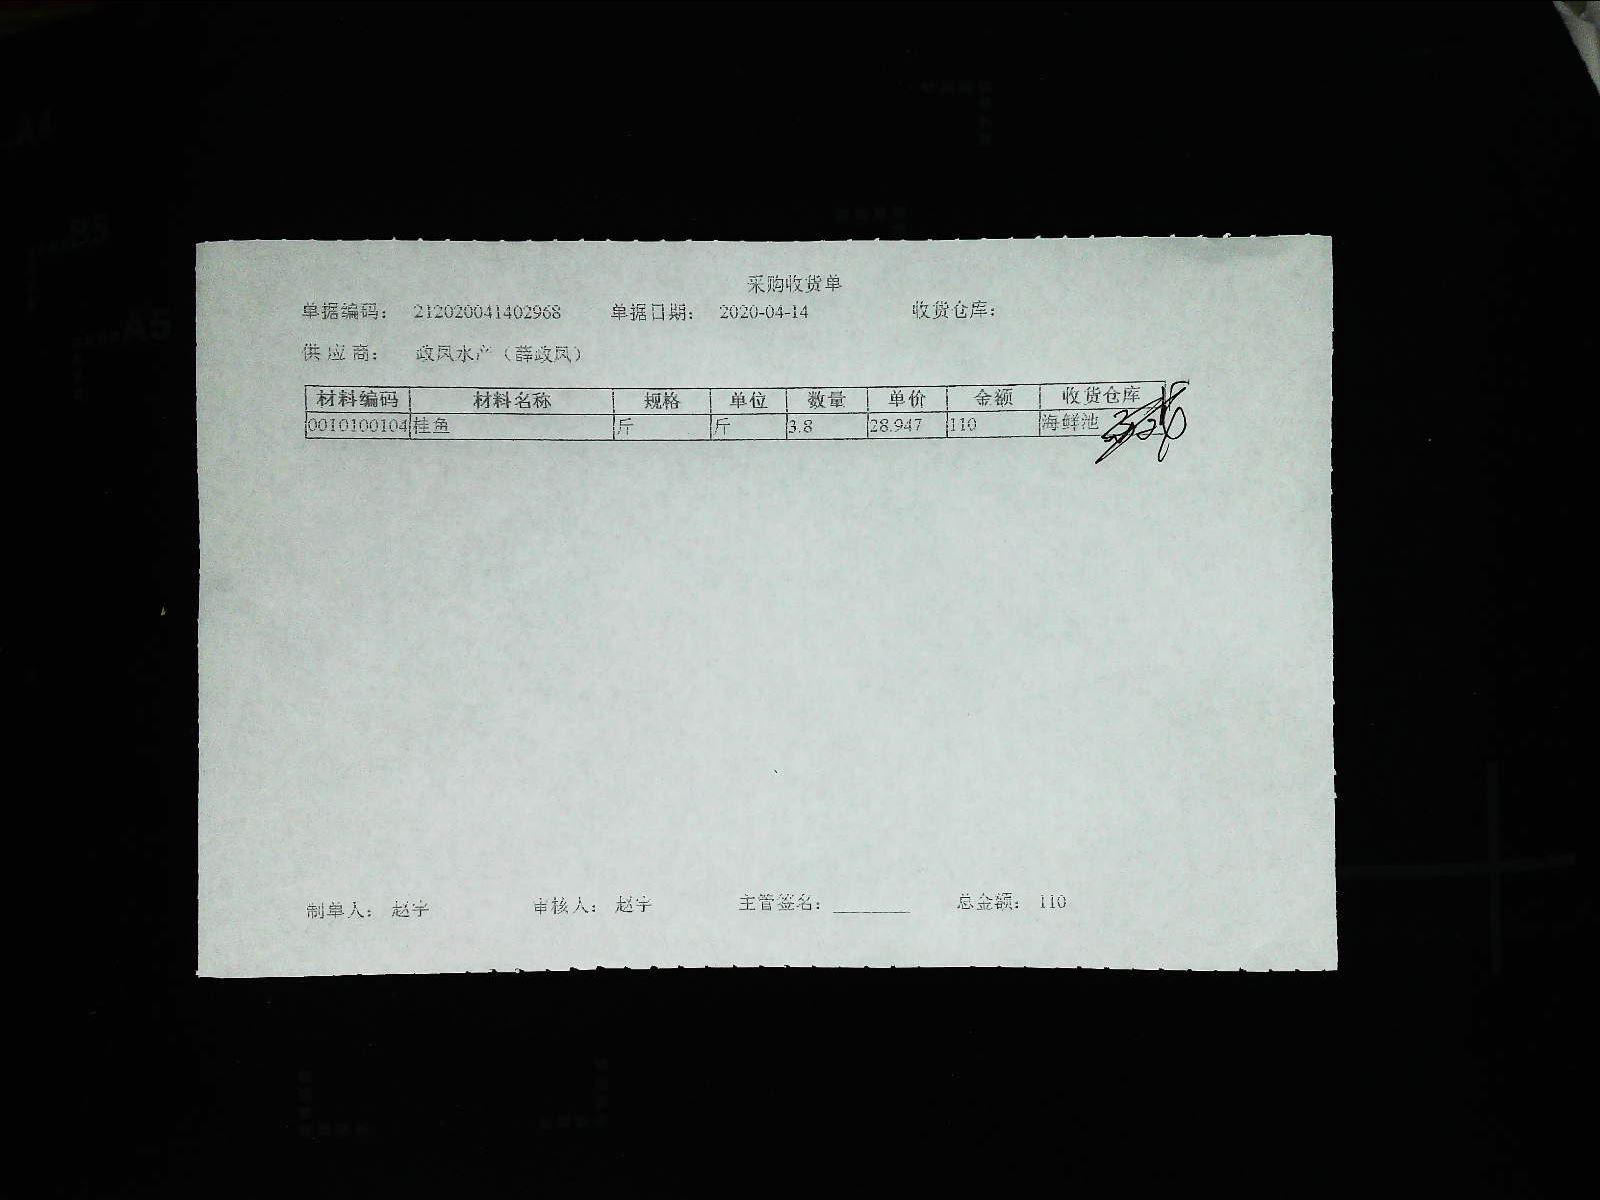 采购收货单
单据编码： 212020041402968 单据日期： 2020-04-14 收货仓库：
供应商： 政凤水产（薛政凤）
材料编码 材料名称 规格 单位 数量 单价 金额 收货仓库
0010100104 桂鱼 斤 斤 3.8 28.947 110 海鲜池
制单人： 赵宇 审核人： 赵宇 主管签名： ________ 总金额： 110
A4
B5
A5